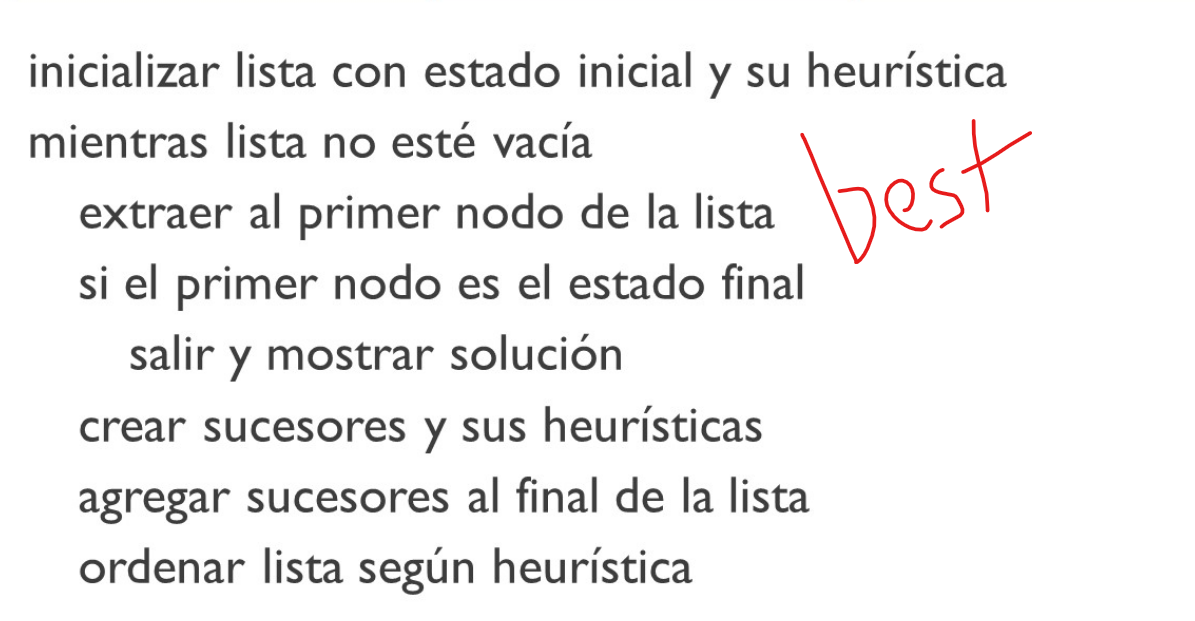 inicializar lista con estado inicial y su heurística
mientras lista no esté vacía
best
extraer al primer nodo de la lista
si el primer nodo es el estado final
salir y mostrar solución
crear sucesores y sus heurísticas
agregar sucesores al final de la lista
ordenar lista según heurística